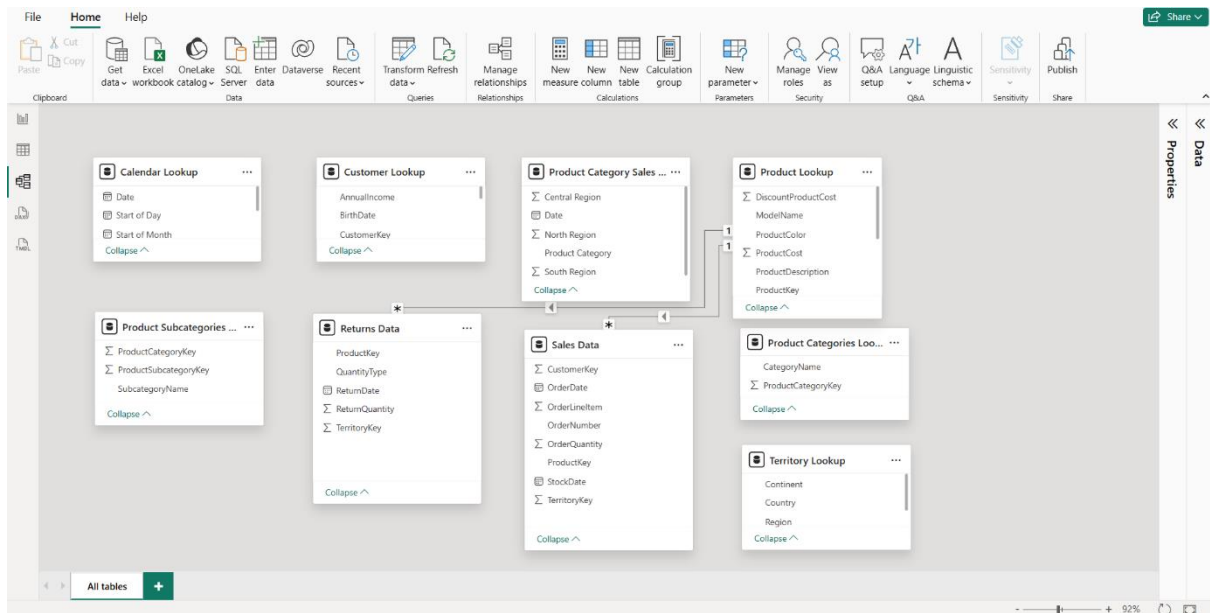 File Home Help Share
Paste
Cut
Copy
Clipboard
Get data
Excel workbook
OneLake catalog
SQL Server
Enter data
Dataverse
Recent sources
Data
Transform data
Refresh
Queries
Manage relationships
Relationships
New measure
New column
New table
Calculation group
Calculations
New parameter
Parameters
Manage roles
View as
Security
Q&A setup
Language
Linguistic schema
Q&A
Sensitivity
Sensitivity
Publish
Share
Calendar Lookup ...
Date
Start of Day
Start of Month
Collapse
Customer Lookup ...
AnnualIncome
BirthDate
CustomerKey
Collapse
Product Category Sales ... ...
Σ Central Region
Date
Σ North Region
Product Category
Σ South Region
Collapse
Product Lookup ...
Σ DiscountProductCost
ModelName
ProductColor
Σ ProductCost
ProductDescription
ProductKey
Collapse
1
1
*
*
Product Subcategories ... ...
Σ ProductCategoryKey
Σ ProductSubcategoryKey
SubcategoryName
Collapse
Returns Data ...
ProductKey
QuantityType
ReturnDate
Σ ReturnQuantity
Σ TerritoryKey
Collapse
Sales Data ...
Σ CustomerKey
OrderDate
Σ OrderLineItem
OrderNumber
Σ OrderQuantity
ProductKey
StockDate
Σ TerritoryKey
Collapse
Product Categories Loo... ...
CategoryName
Σ ProductCategoryKey
Collapse
Territory Lookup ...
Continent
Country
Region
Collapse
Properties
Data
All tables +
- + 92%